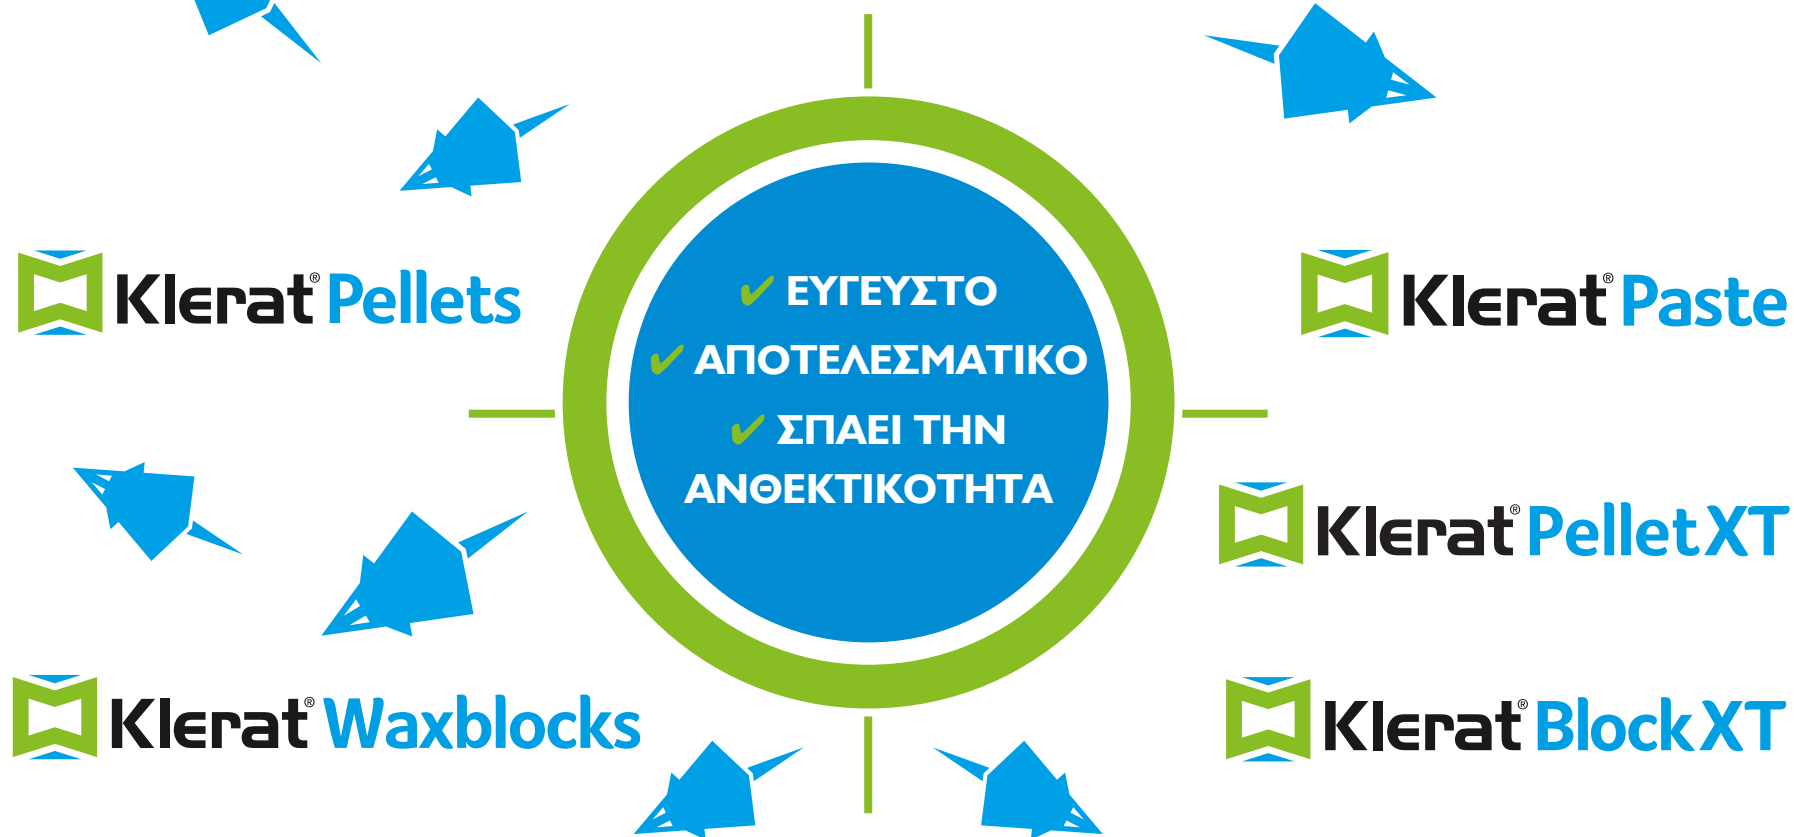 Klerat® Pellets
✔ ΕΥΓΕΥΣΤΟ
✔ ΑΠΟΤΕΛΕΣΜΑΤΙΚΟ
✔ ΣΠΑΕΙ ΤΗΝ
ΑΝΘΕΚΤΙΚΟΤΗΤΑ
Klerat® Paste
Klerat® Pellet XT
Klerat® Waxblocks
Klerat® Block XT